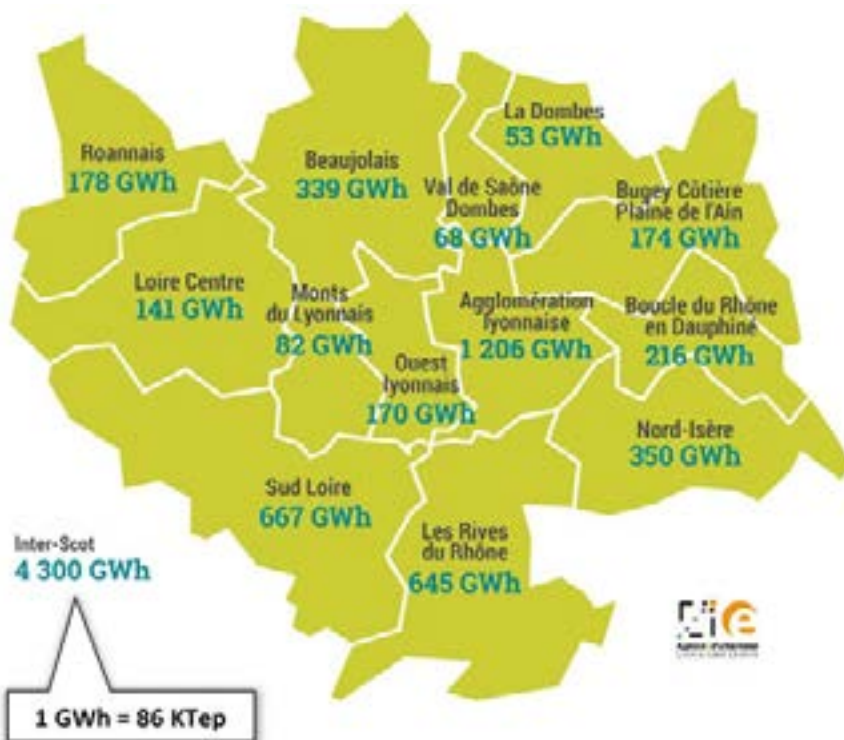 La Dombes
53 GWh
Roannais
178 GWh
Beaujolais
339 GWh
Val de Saône
Dombes
68 GWh
Bugey Côtière
Plaine de l'Ain
174 GWh
Loire Centre
141 GWh
Monts
du Lyonnais
82 GWh
Agglomération
lyonnaise
1 206 GWh
Boucle du Rhône
en Dauphiné
216 GWh
Ouest
lyonnais
170 GWh
Nord-Isère
350 GWh
Sud Loire
667 GWh
Les Rives
du Rhône
645 GWh
Inter-Scot
4 300 GWh
1 GWh = 86 KTep